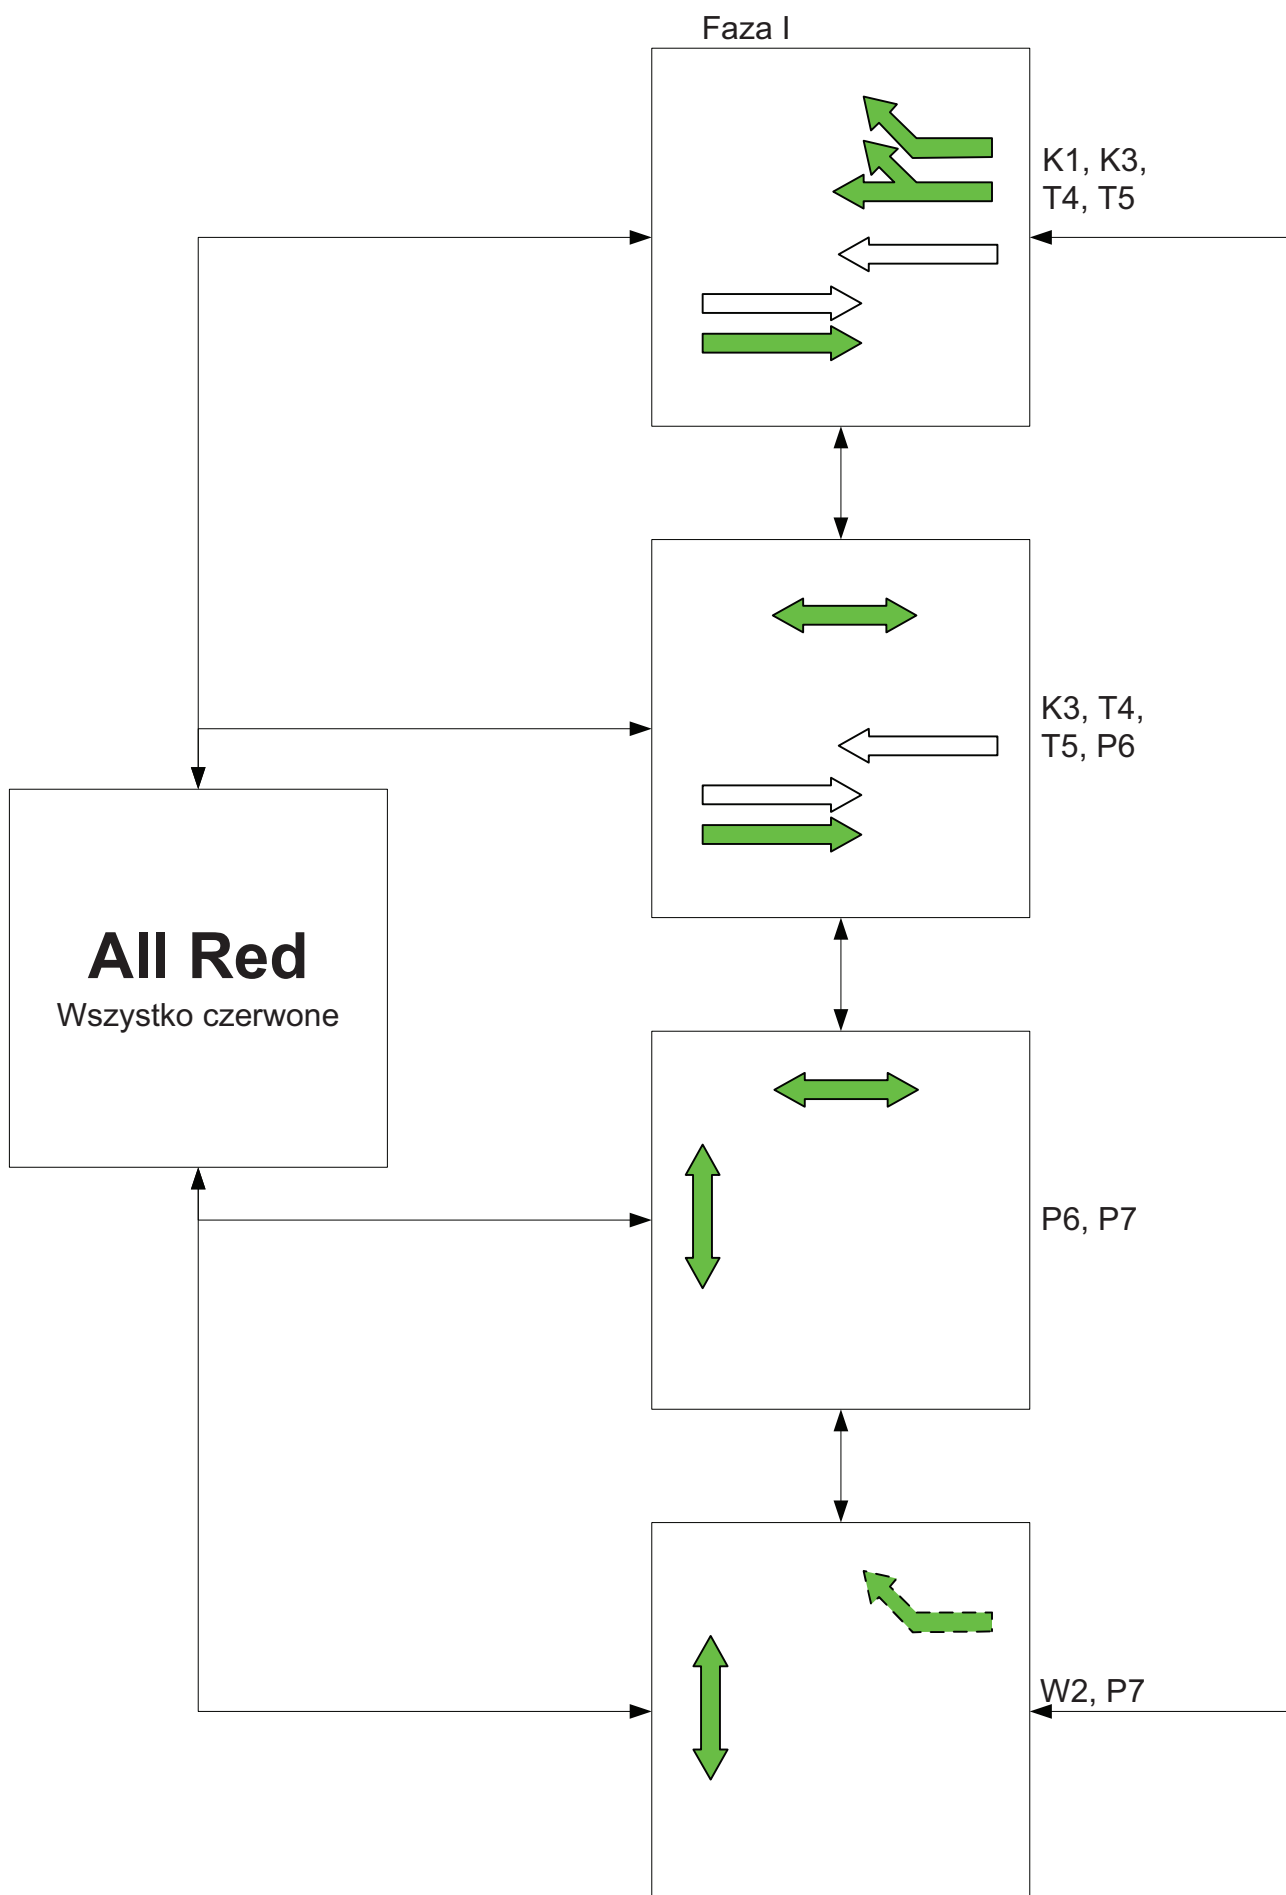 Faza I
K1, K3,
T4, T5
K3, T4,
T5, P6
All Red
Wszystko czerwone
P6, P7
W2, P7